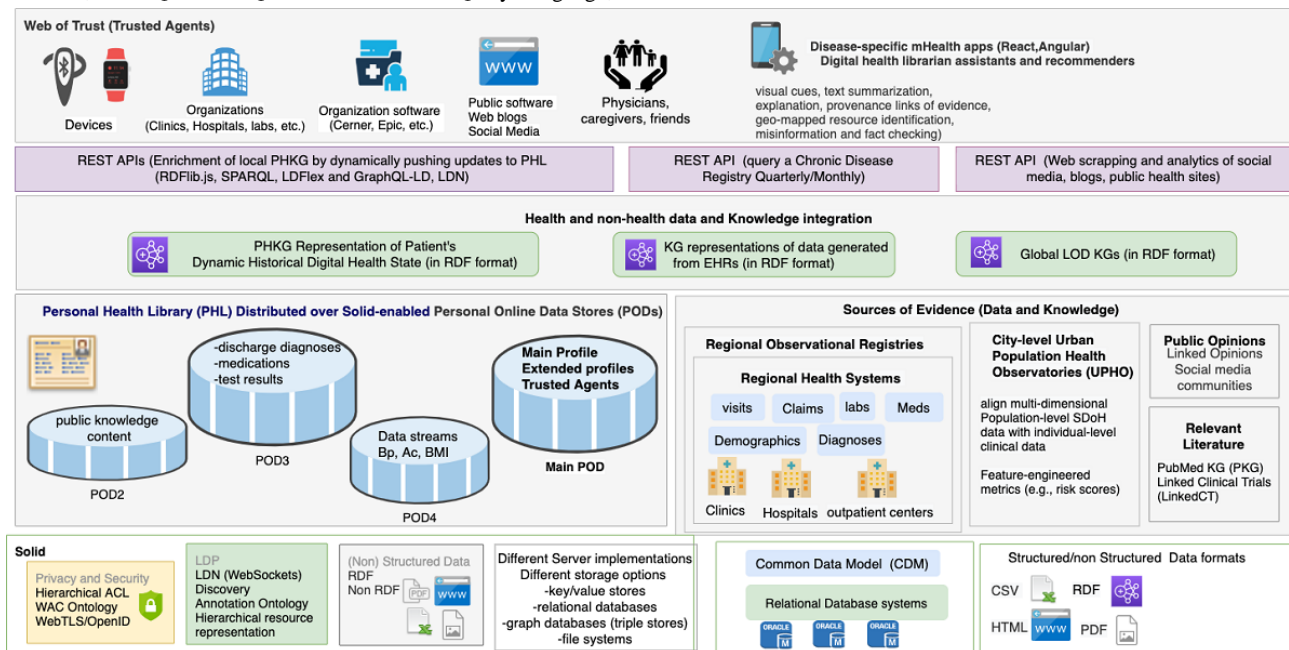 Web of Trust (Trusted Agents)
Devices
Organizations
(Clinics, Hospitals, labs, etc.)
Organization software
(Cerner, Epic, etc.)
WWW
Public software
Web blogs
Social Media
Physicians,
caregivers, friends
Disease-specific mHealth apps (React,Angular)
Digital health librarian assistants and recommenders
visual cues, text summarization,
explanation, provenance links of evidence,
geo-mapped resource identification,
misinformation and fact checking)
REST APIs (Enrichment of local PHKG by dynamically pushing updates to PHL
(RDFlib.js, SPARQL, LDFlex and GraphQL-LD, LDN)
REST API (query a Chronic Disease
Registry Quarterly/Monthly)
REST API (Web scrapping and analytics of social
media, blogs, public health sites)
Health and non-health data and Knowledge integration
PHKG Representation of Patient's
Dynamic Historical Digital Health State (in RDF format)
KG representations of data generated
from EHRs (in RDF format)
Global LOD KGs (in RDF format)
Personal Health Library (PHL) Distributed over Solid-enabled Personal Online Data Stores (PODs)
public knowledge
content
POD2
-discharge diagnoses
-medications
-test results
POD3
Data streams
Bp, Ac, BMI
POD4
Main Profile
Extended profiles
Trusted Agents
Main POD
Sources of Evidence (Data and Knowledge)
Regional Observational Registries
Regional Health Systems
visits
Claims
labs
Meds
Demographics
Diagnoses
Clinics
Hospitals
outpatient centers
City-level Urban
Population Health
Observatories (UPHO)
align multi-dimensional
Population-level SDoH
data with individual-level
clinical data
Feature-engineered
metrics (e.g., risk scores)
Public Opinions
Linked Opinions
Social media
communities
Relevant
Literature
PubMed KG (PKG)
Linked Clinical Trials
(LinkedCT)
Solid
Privacy and Security
Hierarchical ACL
WAC Ontology
WebTLS/OpenID
LDP
LDN (WebSockets)
Discovery
Annotation Ontology
Hierarchical resource
representation
(Non) Structured Data
RDF
Non RDF
PDF
WWW
Different Server implementations
Different storage options
-key/value stores
-relational databases
-graph databases (triple stores)
-file systems
Common Data Model (CDM)
Relational Database systems
ORACLE
M
ORACLE
M
ORACLE
M
Structured/non Structured Data formats
CSV
RDF
HTML
WWW
PDF